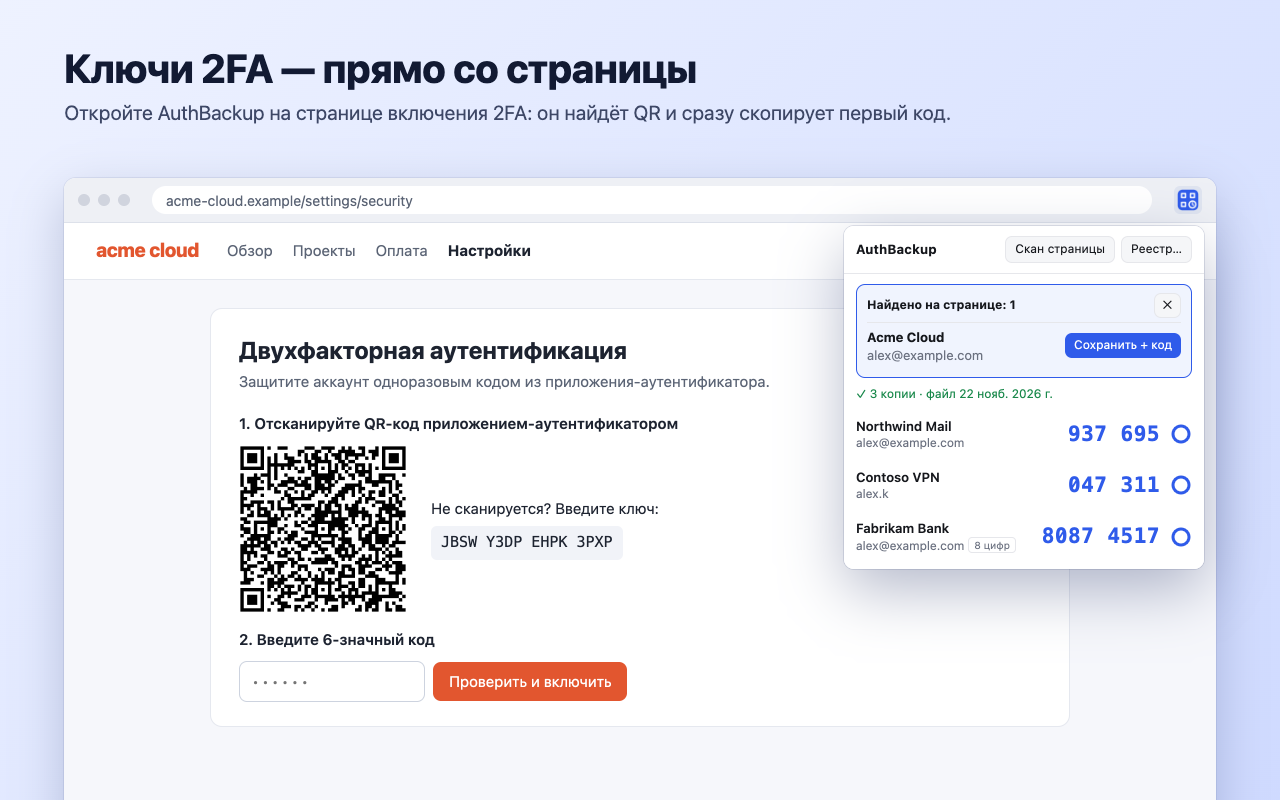 Ключи 2FA — прямо со страницы
Откройте AuthBackup на странице включения 2FA: он найдёт QR и сразу скопирует первый код.
acme-cloud.example/settings/security
acme cloud
Обзор
Проекты
Оплата
Настройки
AuthBackup
Скан страницы
Реестр...
Найдено на странице: 1
Acme Cloud
alex@example.com
Сохранить + код
✓ 3 копии · файл 22 нояб. 2026 г.
Northwind Mail
alex@example.com
937 695
Contoso VPN
alex.k
047 311
Fabrikam Bank
alex@example.com
8 цифр
8087 4517
Двухфакторная аутентификация
Защитите аккаунт одноразовым кодом из приложения-аутентификатора.
1. Отсканируйте QR-код приложением-аутентификатором
Не сканируется? Введите ключ:
JBSW Y3DP EHPK 3PXP
2. Введите 6-значный код
Проверить и включить